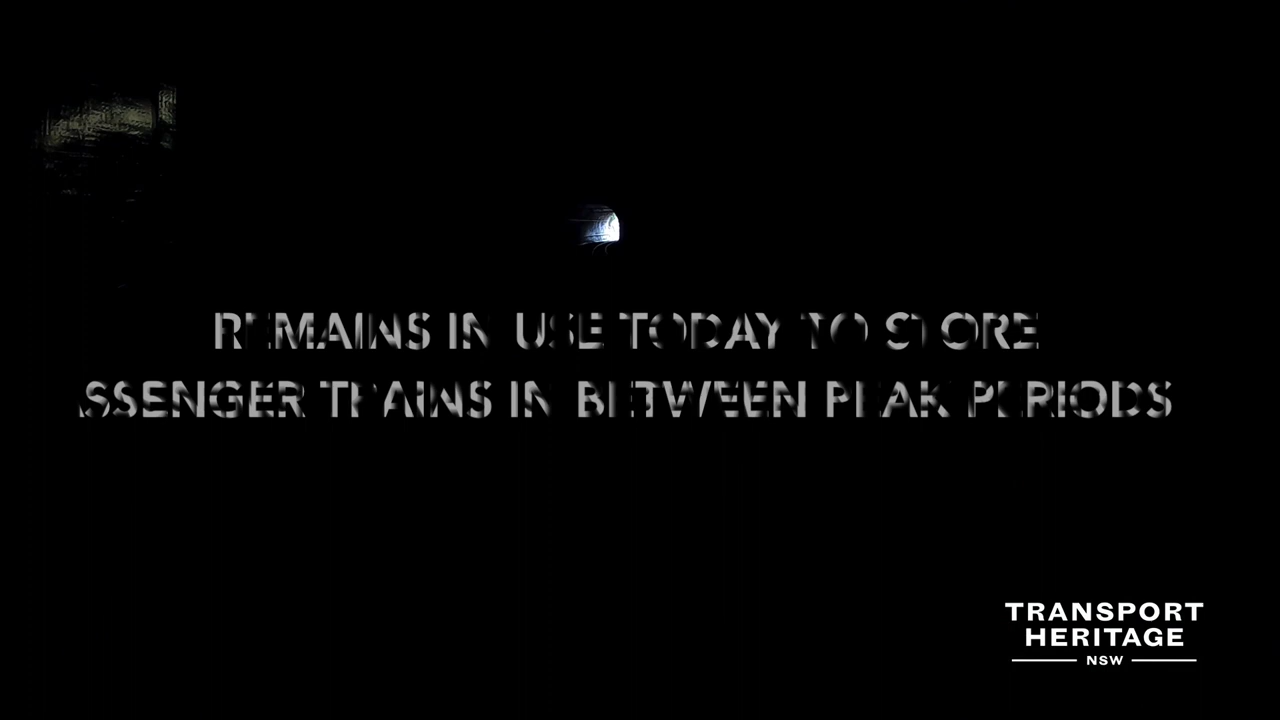 REMAINS IN USE TODAY TO STORE
SSENGER TRAINS IN BETWEEN PEAK PERIODS
TRANSPORT
HERITAGE
NSW